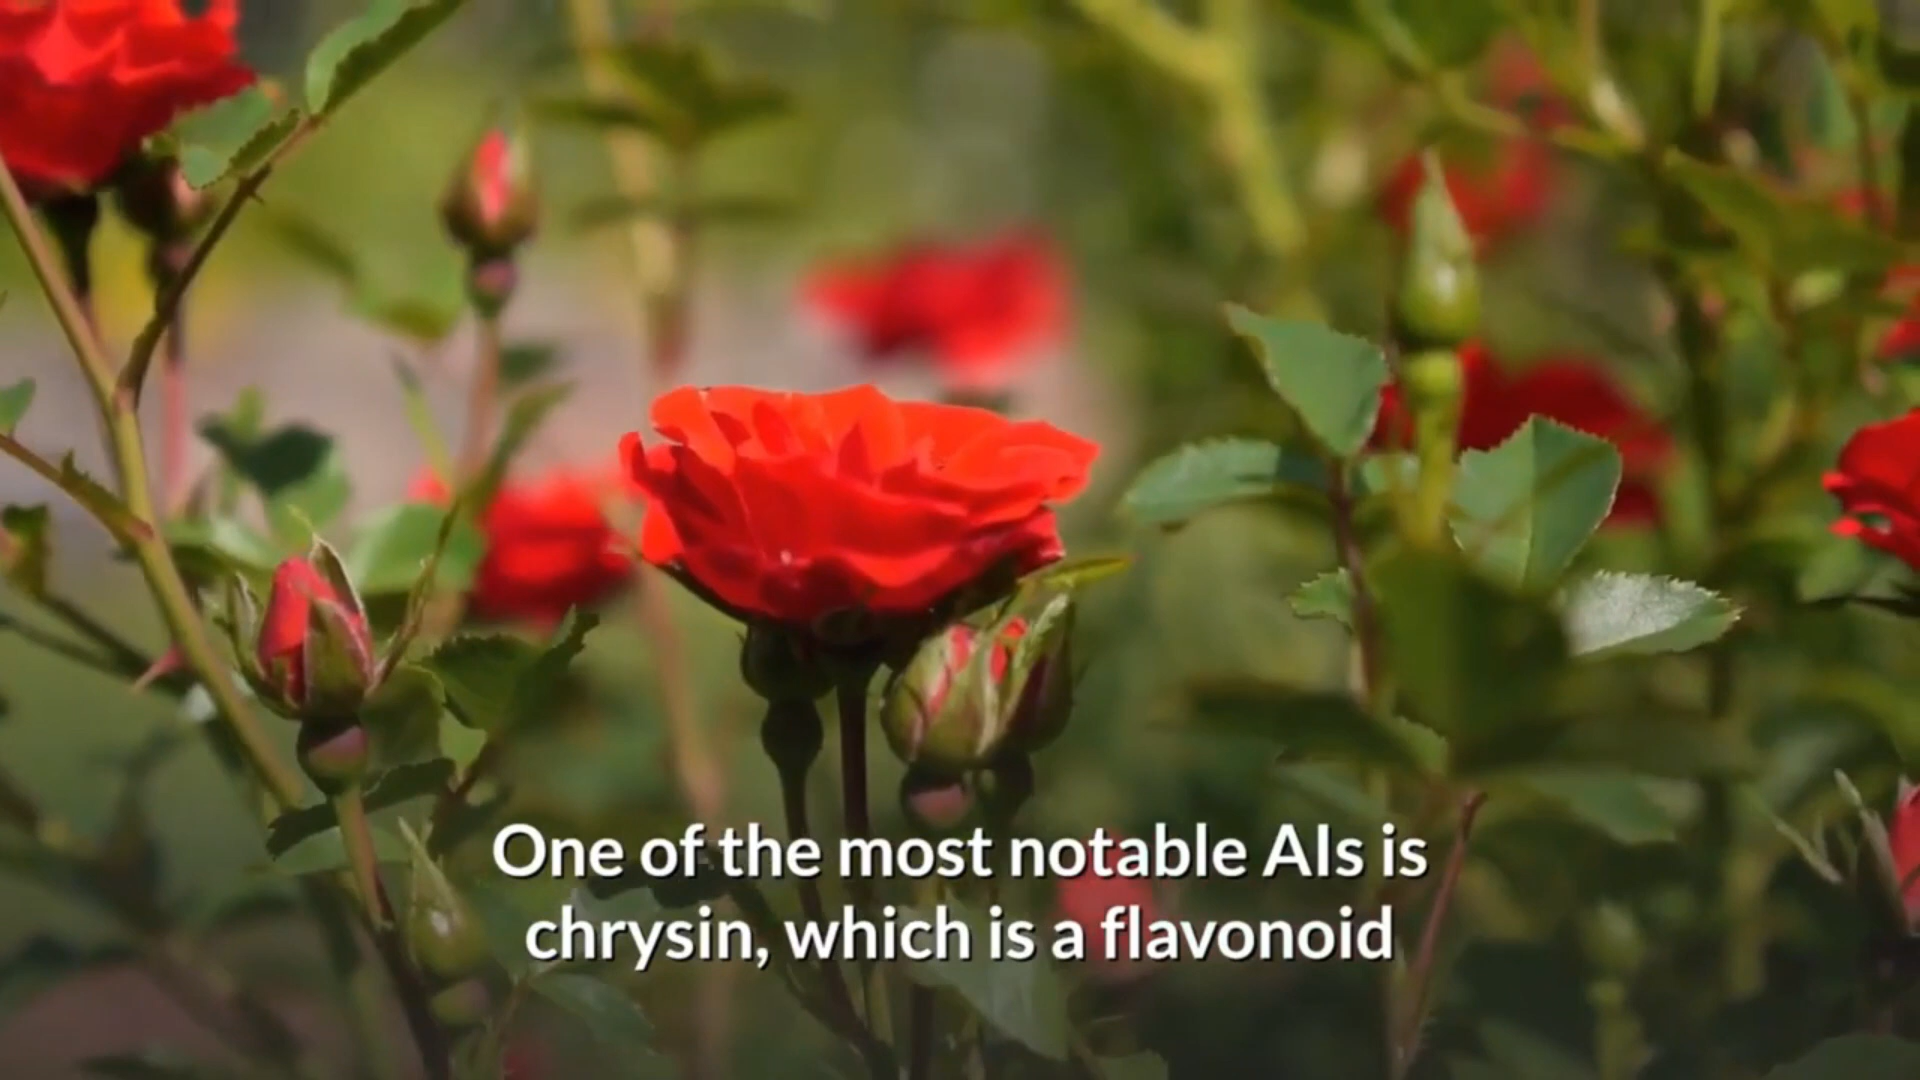 One of the most notable AIs is
chrysin, which is a flavonoid